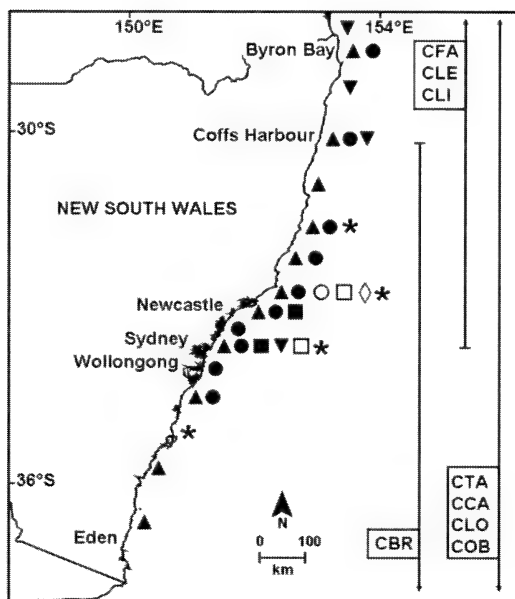 150°E
154°E
Byron Bay
CFA
CLE
CLI
30°S
Coffs Harbour
NEW SOUTH WALES
Newcastle
Sydney
Wollongong
36°S
CTA
CCA
CLO
COB
Eden
N
0 100
km
CBR